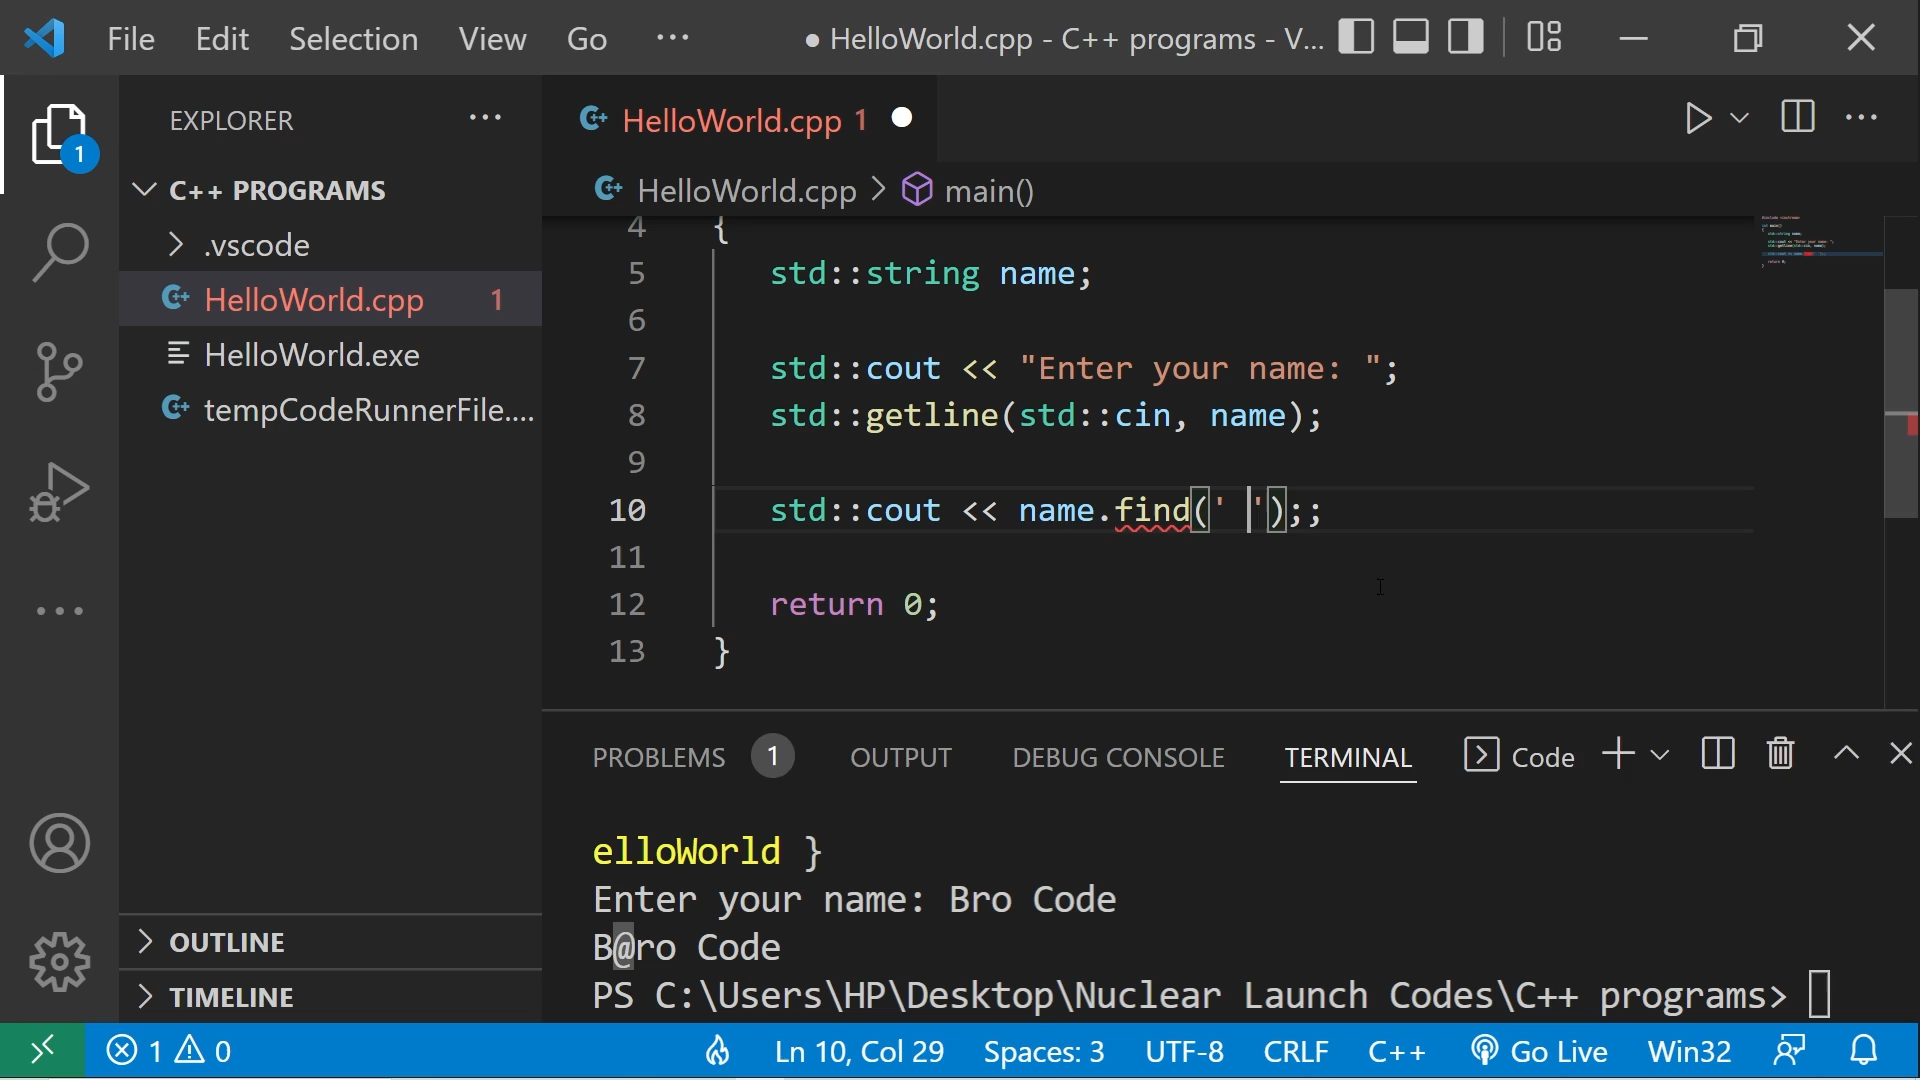 File Edit Selection View Go ··· ● HelloWorld.cpp - C++ programs - V...
EXPLORER ···
1
C++ PROGRAMS
.vscode
HelloWorld.cpp 1
HelloWorld.exe
tempCodeRunnerFile....
OUTLINE
TIMELINE
HelloWorld.cpp 1 ●
HelloWorld.cpp > main()
4 {
5 std::string name;
6
7 std::cout << "Enter your name: ";
8 std::getline(std::cin, name);
9
10 std::cout << name.find(' ');;
11
12 return 0;
13 }
PROBLEMS 1 OUTPUT DEBUG CONSOLE TERMINAL Code
elloWorld }
Enter your name: Bro Code
B@ro Code
PS C:\Users\HP\Desktop\Nuclear Launch Codes\C++ programs>
1 0 Ln 10, Col 29 Spaces: 3 UTF-8 CRLF C++ Go Live Win32